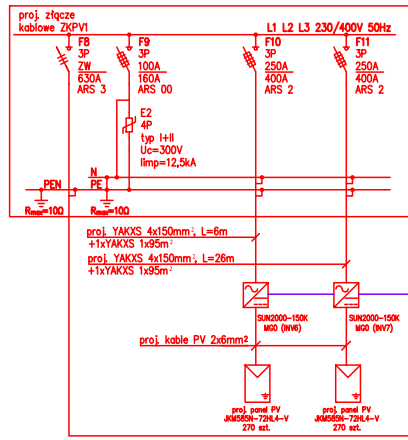 proj. złącze
kablowe ZKPV1
L1 L2 L3 230/400V 50Hz
F8
3P
ZW
630A
ARS 3
F9
3P
100A
160A
ARS 00
F10
3P
250A
400A
ARS 2
F11
3P
250A
400A
ARS 2
E2
4P
typ I+II
Uc=300V
Iimp=12,5kA
N
PEN
PE
Rmax=10Ω
Rmax=10Ω
proj. YAKXS 4x150mm², L=6m
+1xYAKXS 1x95m²
proj. YAKXS 4x150mm², L=26m
+1xYAKXS 1x95m²
SUN2000-150K
MG0 (INV6)
SUN2000-150K
MG0 (INV7)
proj. kable PV 2x6mm²
proj. panel PV
JKM585N-72HL4-V
270 szt.
proj. panel PV
JKM585N-72HL4-V
270 szt.